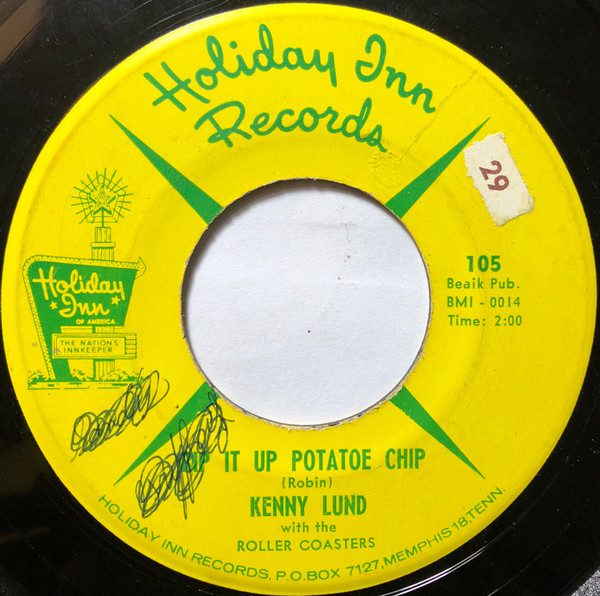 Holiday Inn
Records
29
105
Beaik Pub.
BMI - 0014
Time: 2:00
Holiday
Inn
OF AMERICA
THE NATION'S
INNKEEPER
IT UP POTATOE CHIP
(Robin)
KENNY LUND
with the
ROLLER COASTERS
HOLIDAY INN RECORDS, P.O.BOX 7127, MEMPHIS 18, TENN.